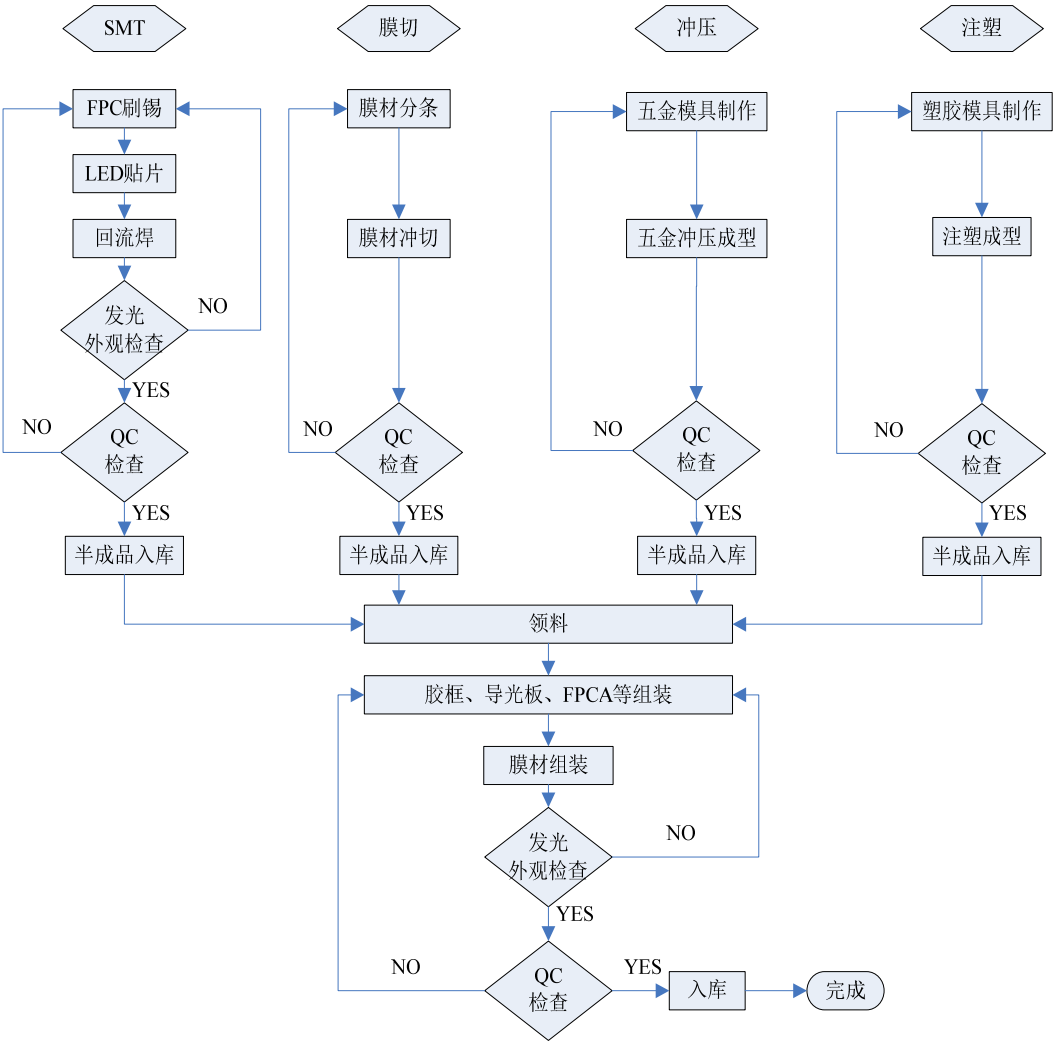 SMT
膜切
冲压
注塑
FPC刷锡
膜材分条
五金模具制作
塑胶模具制作
LED贴片
回流焊
膜材冲切
五金冲压成型
注塑成型
发光
外观检查
NO
YES
NO
QC
检查
NO
QC
检查
NO
QC
检查
NO
QC
检查
YES
YES
YES
YES
半成品入库
半成品入库
半成品入库
半成品入库
领料
胶框、导光板、FPCA等组装
膜材组装
发光
外观检查
NO
YES
NO
QC
检查
YES
入库
完成